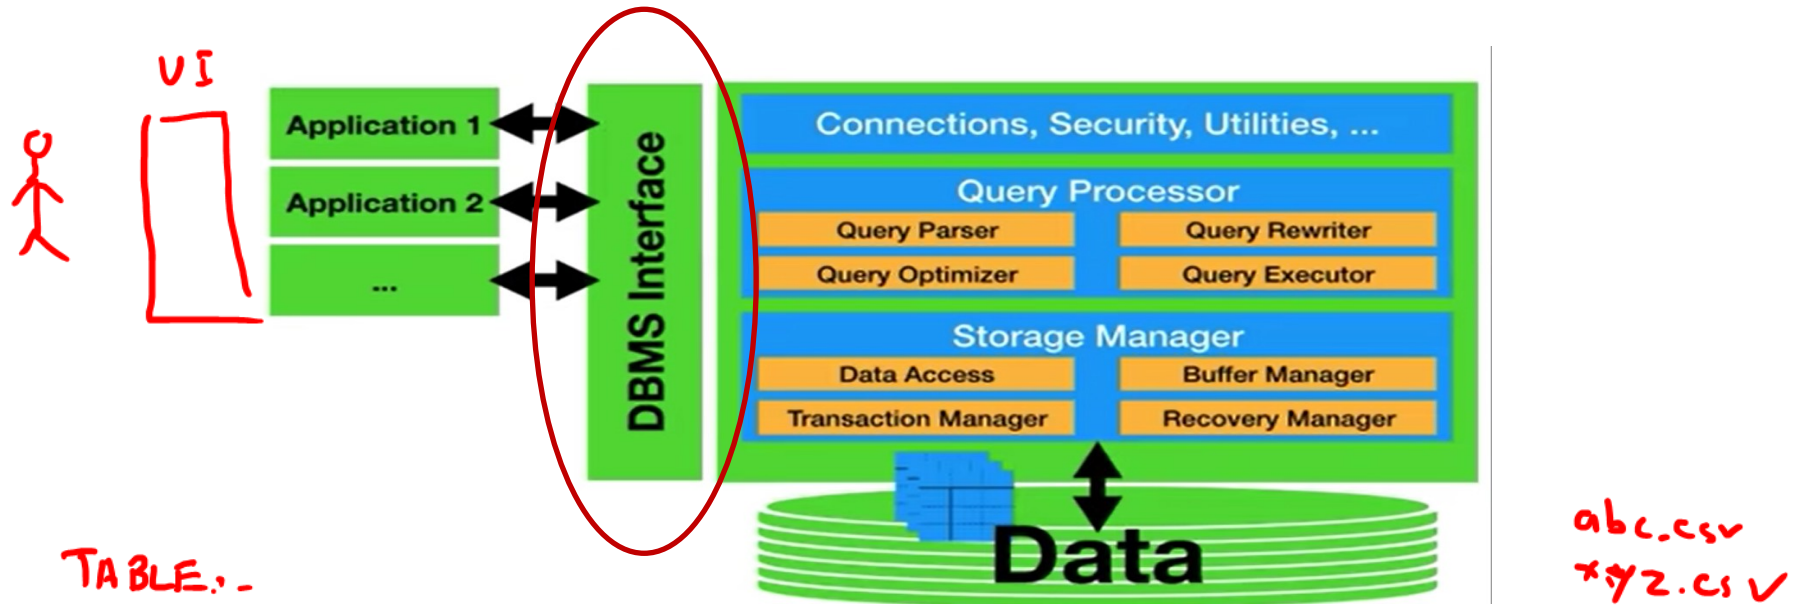 UI
Application 1
Application 2
...
DBMS Interface
Connections, Security, Utilities, ...
Query Processor
Query Parser
Query Rewriter
Query Optimizer
Query Executor
Storage Manager
Data Access
Buffer Manager
Transaction Manager
Recovery Manager
Data
TABLE..-
abc.csv
xyz.csv